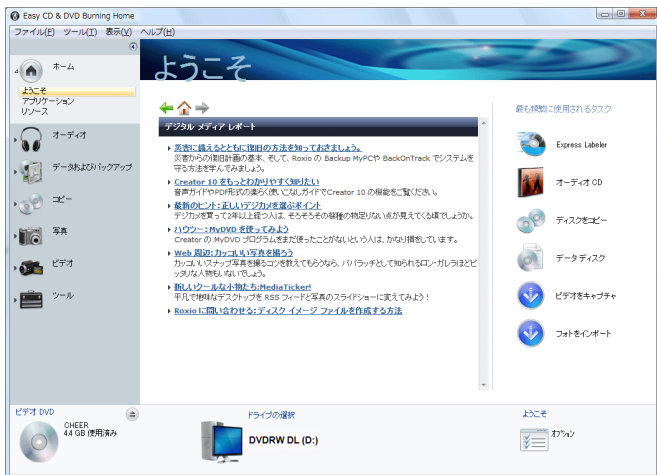 Easy CD & DVD Burning Home
ファイル(F) ツール(T) 表示(V) ヘルプ(H)
ホーム
ようこそ
アプリケーション
リソース
オーディオ
データおよびバックアップ
コピー
写真
ビデオ
ツール
ようこそ
デジタル メディア レポート
災害に備えるとともに復旧の方法を知っておきましょう。
災害からの復旧計画の基本、そして、Roxio の Backup MyPCや BackOnTrack でシステムを
守る方法を学んでみましょう。
Creator 10 をもっとわかりやすく知りたい
音声ガイドやPDF形式の楽らく使いこなしガイドでCreator 10 の機能をご覧ください。
最新のヒント:正しいデジカメを選ぶポイント
デジカメを買って2年以上経つ人は、そろそろその機種の物足りない点が見えてくる頃でしょうか。
ハウツー:MyDVD を使ってみよう
Creator の MyDVD プログラムをまだ使ったことがないという人は、かなり損をしています。
Web 周辺:カッコいい写真を撮ろう
カッコいいスナップ写真を撮るコツを教えてもらうなら、パパラッチとして知られるロン・ガレラほどピ
ッタリな人物もいないでしょう。
新しいクールな小物たち:MediaTicker!
平凡で地味なデスクトップを RSS フィードと写真のスライドショーに変えてみよう!
Roxio に問い合わせる:ディスク イメージ ファイルを作成する方法
最も頻繁に使用されるタスク
Express Labeler
オーディオ CD
ディスクをコピー
データ ディスク
ビデオをキャプチャ
フォトをインポート
ビデオ DVD
CHEER
4.4 GB 使用済み
ドライブの選択
DVDRW DL (D:)
ようこそ
オプション